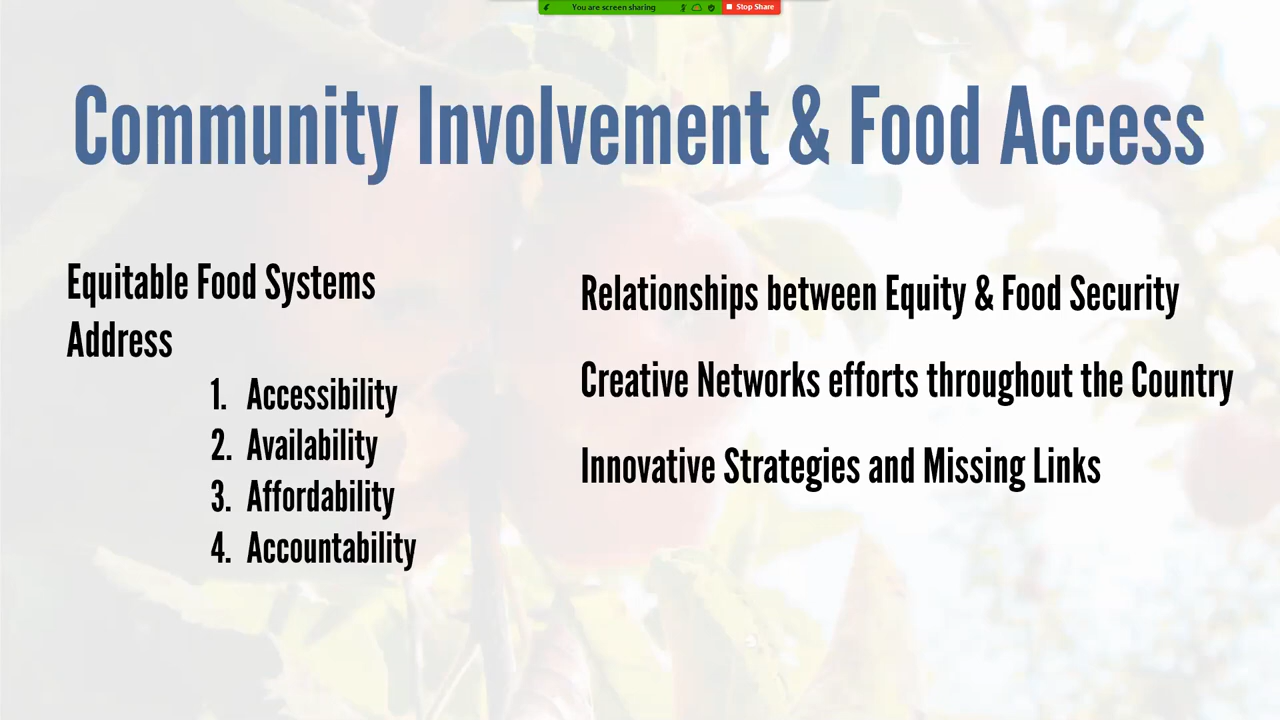 You are screen sharing
Stop Share
Community Involvement & Food Access
Equitable Food Systems
Address
1. Accessibility
2. Availability
3. Affordability
4. Accountability
Relationships between Equity & Food Security
Creative Networks efforts throughout the Country
Innovative Strategies and Missing Links